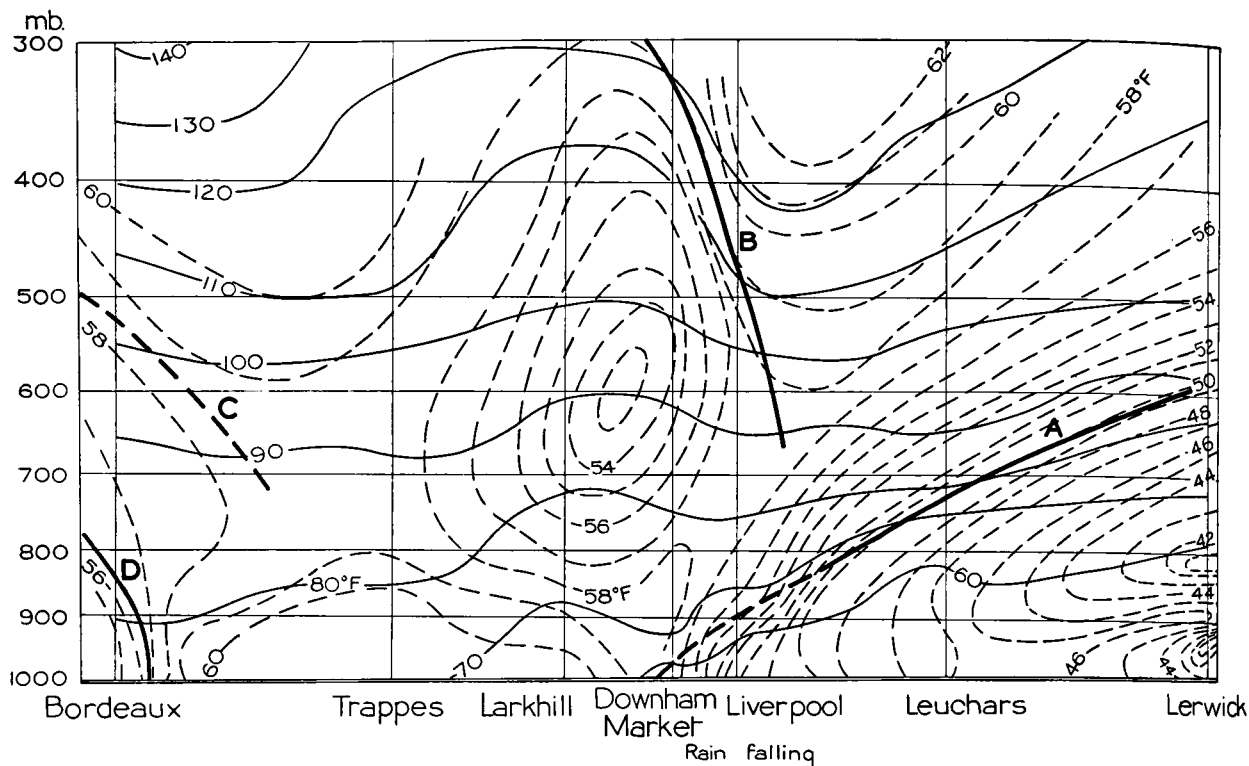 mb.
300
400
500
600
700
800
900
1000
140
130
120
110
100
90
80°F
70
60
60
58
56
60
58°F
56
54
62
60
58°F
56
54
52
50
48
46
44
42
44
46
44
60
A
B
C
D
Bordeaux
Trappes
Larkhill
Downham
Market
Liverpool
Leuchars
Lerwick
Rain falling